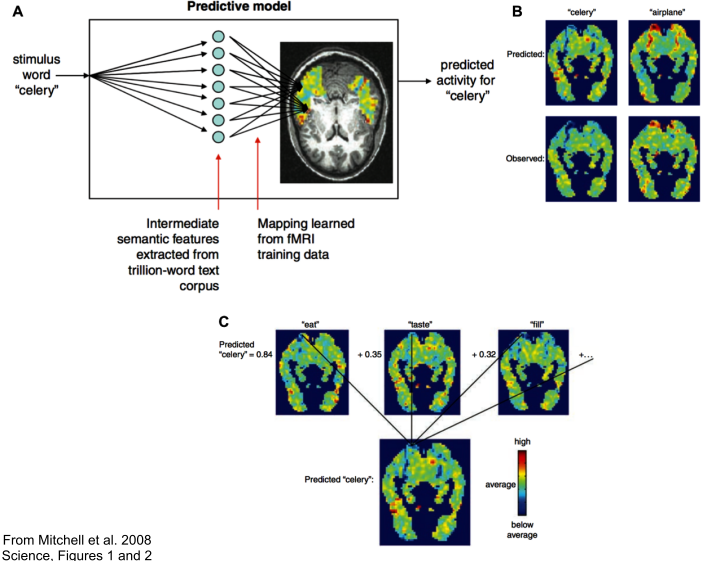 A
Predictive model
stimulus
word
“celery”
predicted
activity for
“celery”
Intermediate
semantic features
extracted from
trillion-word text
corpus
Mapping learned
from fMRI
training data
B
“celery”
“airplane”
Predicted:
Observed:
C
“eat”
“taste”
“fill”
Predicted
“celery” = 0.84
+ 0.35
+ 0.32
+...
Predicted “celery”:
high
average
below
average
From Mitchell et al. 2008
Science, Figures 1 and 2